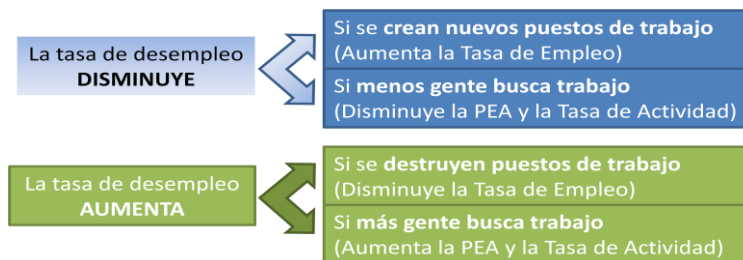 La tasa de desempleo
DISMINUYE
Si se crean nuevos puestos de trabajo
(Aumenta la Tasa de Empleo)
Si menos gente busca trabajo
(Disminuye la PEA y la Tasa de Actividad)
La tasa de desempleo
AUMENTA
Si se destruyen puestos de trabajo
(Disminuye la Tasa de Empleo)
Si más gente busca trabajo
(Aumenta la PEA y la Tasa de Actividad)